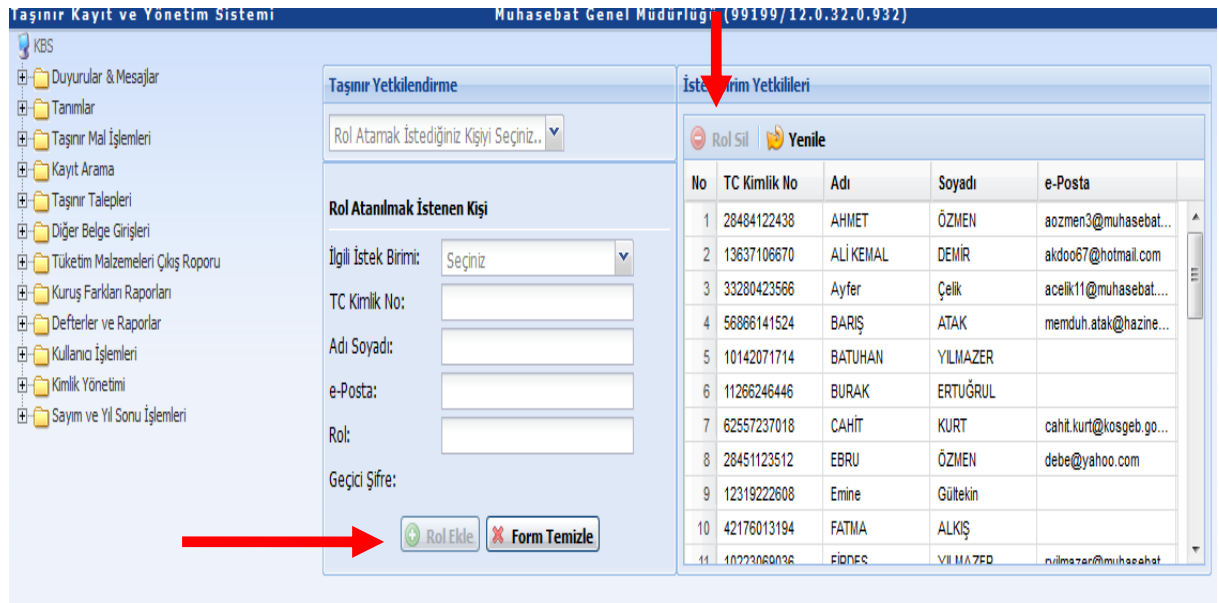 Taşınır Kayıt ve Yönetim Sistemi
Muhasebat Genel Müdürlüğü (99199/12.0.32.0.932)
KBS
Duyurular & Mesajlar
Tanımlar
Taşınır Mal İşlemleri
Kayıt Arama
Taşınır Talepleri
Diğer Belge Girişleri
Tüketim Malzemeleri Çıkış Roporu
Kuruş Farkları Raporları
Defterler ve Raporlar
Kullanıcı İşlemleri
Kimlik Yönetimi
Sayım ve Yıl Sonu İşlemleri
Taşınır Yetkilendirme
Rol Atamak İstediğiniz Kişiyi Seçiniz..
Rol Atanılmak İstenen Kişi
İlgili İstek Birimi: Seçiniz
TC Kimlik No:
Adı Soyadı:
e-Posta:
Rol:
Geçici Şifre:
Rol Ekle Form Temizle
Yetkilileri
Rol Sil Yenile
No TC Kimlik No Adı Soyadı e-Posta
1 28484122438 AHMET ÖZMEN aozmen3@muhasebat...
2 13637106670 ALİ KEMAL DEMİR akdoo67@hotmail.com
3 33280423566 Ayfer Çelik acelik11@muhasebat....
4 56866141524 BARIŞ ATAK memduh.atak@hazine...
5 10142071714 BATUHAN YILMAZER
6 11266246446 BURAK ERTUĞRUL
7 62557237018 CAHİT KURT cahit.kurt@kosgeb.go...
8 28451123512 EBRU ÖZMEN debe@yahoo.com
9 12319222608 Emine Gültekin
10 42176013194 FATMA ALKIŞ
11 10223069036 FİRDES YILMAZER